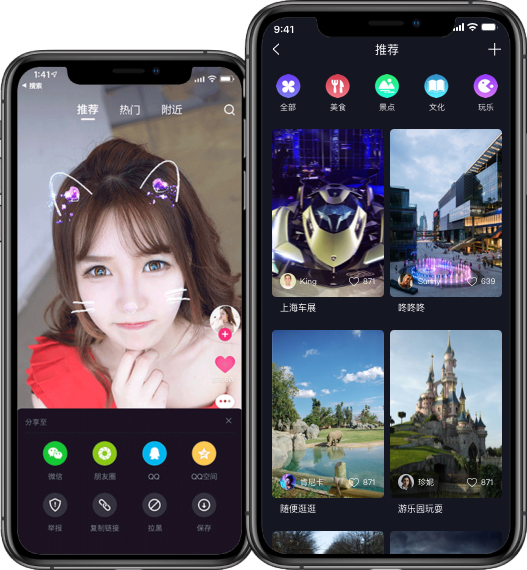 1:41
搜索
推荐 热门 附近
分享至
微信 朋友圈 QQ QQ空间
举报 复制链接 拉黑 保存
9:41
推荐
全部 美食 景点 文化 玩乐
King 871
Sunny 639
上海车展 咚咚咚
肯尼卡 871
珍妮 871
随便逛逛 游乐园玩耍